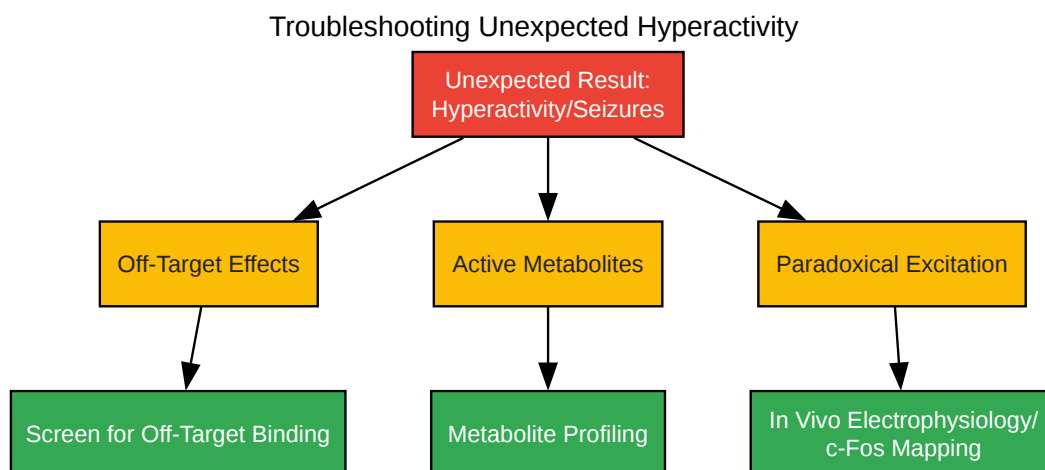 Troubleshooting Unexpected Hyperactivity
Unexpected Result:
Hyperactivity/Seizures
Off-Target Effects
Active Metabolites
Paradoxical Excitation
Screen for Off-Target Binding
Metabolite Profiling
In Vivo Electrophysiology/
c-Fos Mapping